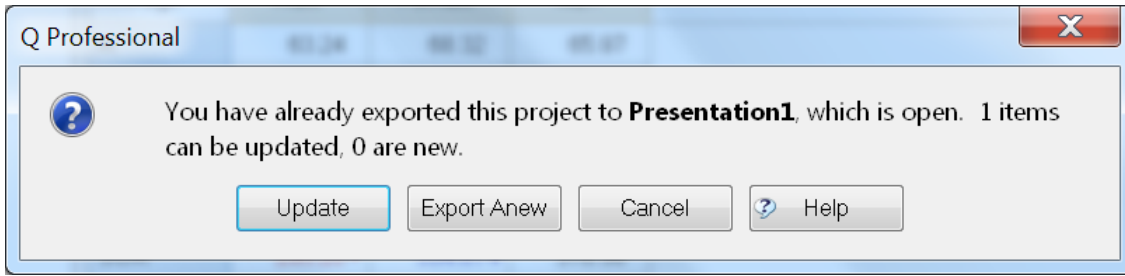 Q Professional
You have already exported this project to Presentation1, which is open.  1 items
can be updated, 0 are new.
Update Export Anew Cancel Help